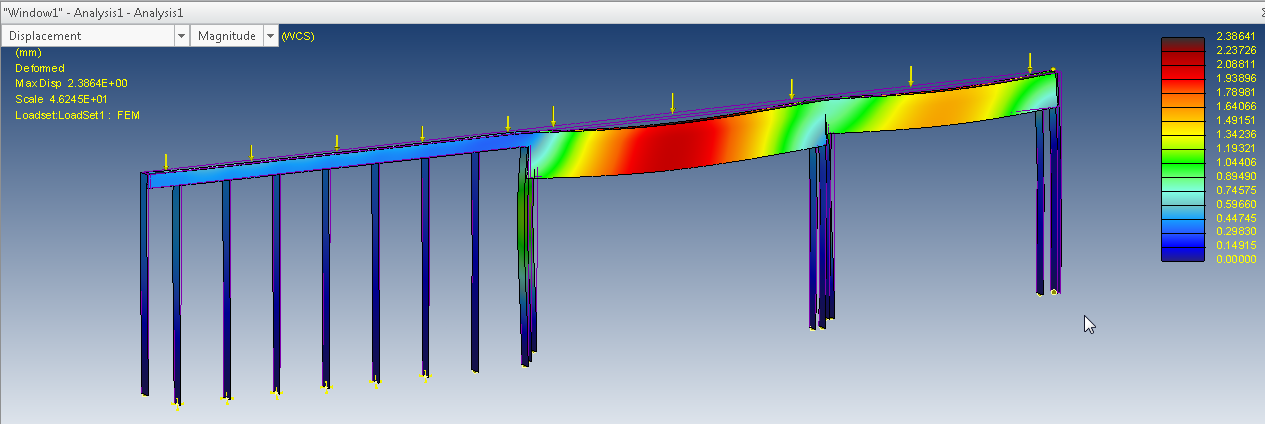 "Window1" - Analysis1 - Analysis1
Displacement Magnitude (WCS)
(mm)
Deformed
Max Disp 2.3864E+00
Scale 4.6245E+01
Loadset:LoadSet1 : FEM
2.38641
2.23726
2.08811
1.93896
1.78981
1.64066
1.49151
1.34236
1.19321
1.04406
0.89490
0.74575
0.59660
0.44745
0.29830
0.14915
0.00000